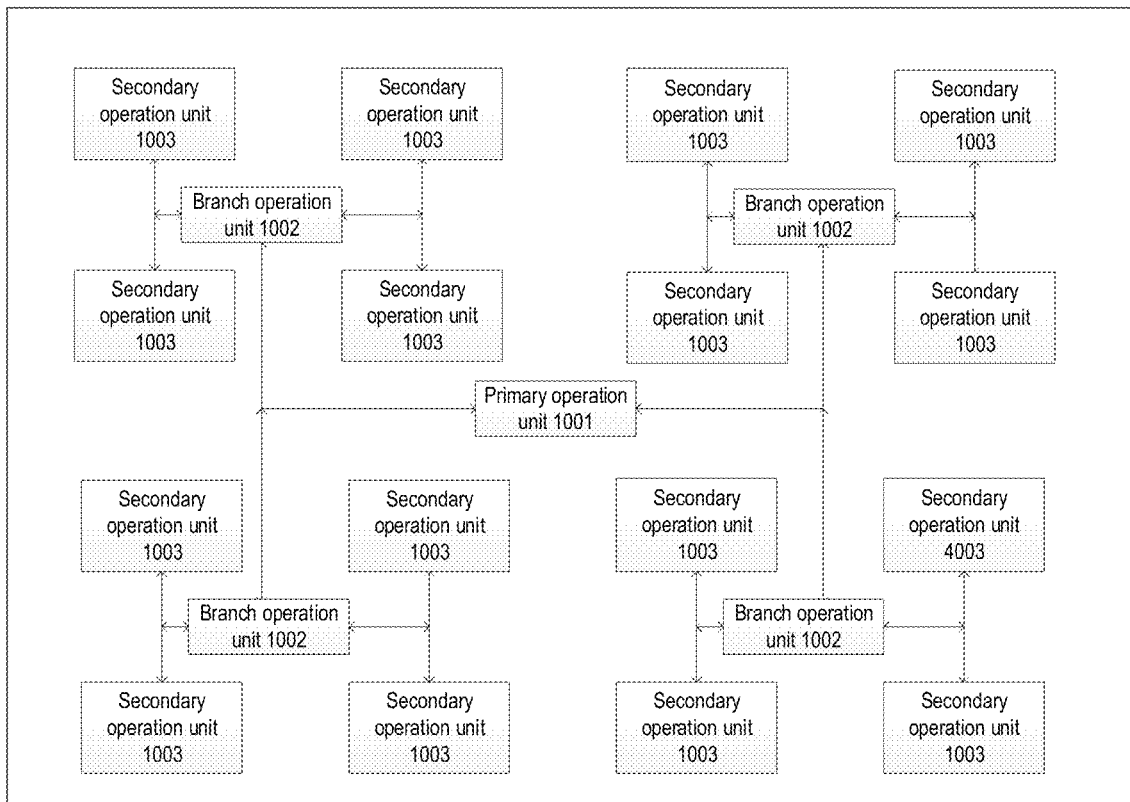 Secondary
operation unit
1003
Secondary
operation unit
1003
Secondary
operation unit
1003
Secondary
operation unit
1003
Branch operation
unit 1002
Branch operation
unit 1002
Secondary
operation unit
1003
Secondary
operation unit
1003
Secondary
operation unit
1003
Secondary
operation unit
1003
Primary operation
unit 1001
Secondary
operation unit
1003
Secondary
operation unit
1003
Secondary
operation unit
1003
Secondary
operation unit
4003
Branch operation
unit 1002
Branch operation
unit 1002
Secondary
operation unit
1003
Secondary
operation unit
1003
Secondary
operation unit
1003
Secondary
operation unit
1003